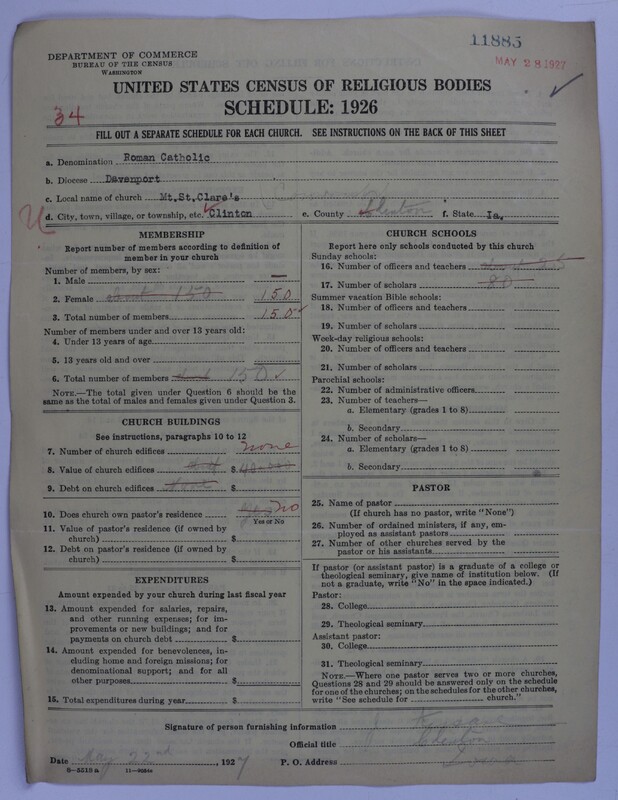 11885
MAY 28 1927
DEPARTMENT OF COMMERCE
BUREAU OF THE CENSUS
WASHINGTON
UNITED STATES CENSUS OF RELIGIOUS BODIES
SCHEDULE: 1926
34
FILL OUT A SEPARATE SCHEDULE FOR EACH CHURCH. SEE INSTRUCTIONS ON THE BACK OF THIS SHEET
a. Denomination Roman Catholic
b. Diocese Davenport
c. Local name of church Mt.St.Clare's
d. City, town, village, or township, etc. Clinton e. County Clinton f. State Ia.
MEMBERSHIP
Report number of members according to definition of
member in your church
Number of members, by sex:
1. Male —
2. Female about 150 150
3. Total number of members 150
Number of members under and over 13 years old:
4. Under 13 years of age
5. 13 years old and over
6. Total number of members about 150
NOTE.—The total given under Question 6 should be
the same as the total of males and females given under Question 3.
CHURCH BUILDINGS
See instructions, paragraphs 10 to 12
7. Number of church edifices none
8. Value of church edifices $
9. Debt on church edifices $
10. Does church own pastor's residence yes no
Yes or No
11. Value of pastor's residence (if owned by
church) $
12. Debt on pastor's residence (if owned by
church) $
EXPENDITURES
Amount expended by your church during last fiscal year
13. Amount expended for salaries, repairs,
and other running expense; for im-
provements or new buildings; and for
payments on church debt $
14. Amount expended for benevolences, in-
cluding home and foreign missions; for
denominational support; and for all
other purposes $
15. Total expenditures during year $
CHURCH SCHOOLS
Report here only schools conducted by this church
Sunday schools:
16. Number of officers and teachers
17. Number of scholars 80
Summer vacation Bible schools:
18. Number of officers and teachers
19. Number of scholars
Week-day religious schools:
20. Number of officers and teachers
21. Number of scholars
Parochial schools:
22. Number of administrative officers
23. Number of teachers—
a. Elementary (grades 1 to 8)
b. Secondary
24. Number of scholars—
a. Elementary (grades 1 to 8)
b. Secondary
PASTOR
25. Name of pastor
(If church has no pastor, write "None")
26. Number of ordained ministers, if any, em-
ployed as assistant pastors
27. Number of other churches served by the
pastor or his assistants
If pastor (or assistant pastor) is a graduate of a college or
theological seminary, give name of institution below. (If
not a graduate, write "No" in the space indicated.)
Pastor:
28. College
29. Theological seminary
Assistant pastor:
30. College
31. Theological seminary
NOTE.—Where one pastor serves two or more churches,
Questions 28 and 29 should be answered only on the schedule
for one of the churches; on the schedules for the other churches,
write "See schedule for church."
Signature of person furnishing information
Official title
Date May 22nd, 1927 P. O. Address
11—9034